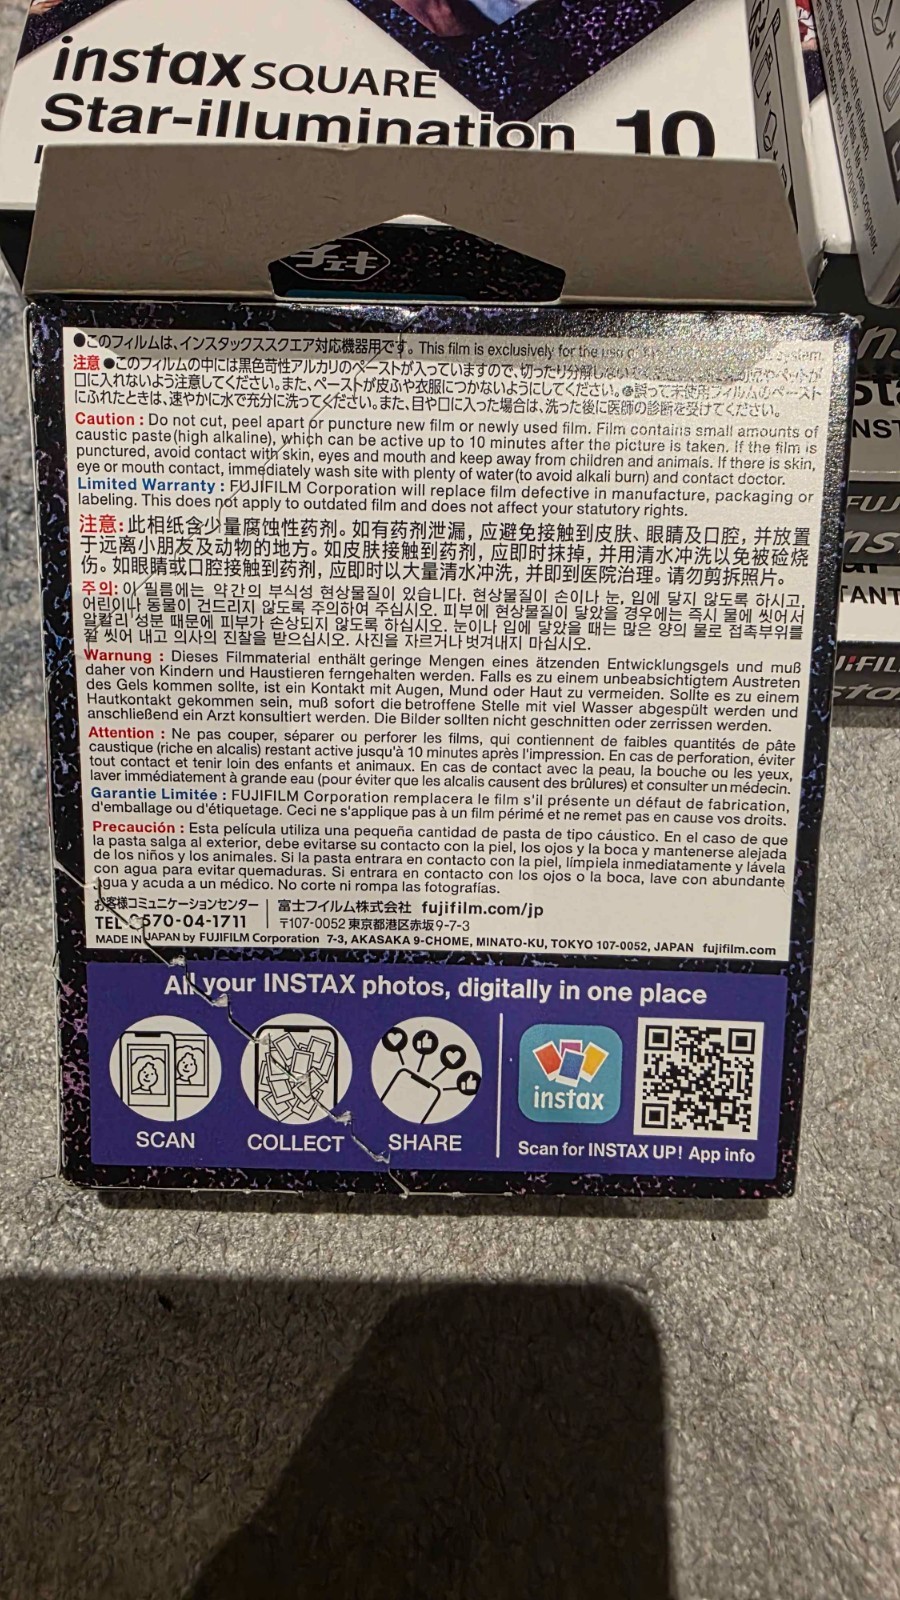 instax SQUARE
Star-illumination 10
チェキ
●このフィルムは、インスタックススクエア対応機器用です。This film is exclusively for the use
注意 ●このフィルムの中には黒色苛性アルカリのペーストが入っていますので、切ったり分解しない
口に入れないよう注意してください。また、ペーストが皮ふや衣服につかないようにしてください。●誤って未使用フィルムのペースト
にふれたときは、速やかに水で充分に洗ってください。また、目や口に入った場合は、洗った後に医師の診断を受けてください。
Caution : Do not cut, peel apart or puncture new film or newly used film. Film contains small amounts of
caustic paste(high alkaline), which can be active up to 10 minutes after the picture is taken. If the film is
punctured, avoid contact with skin, eyes and mouth and keep away from children and animals. If there is skin,
eye or mouth contact, immediately wash site with plenty of water(to avoid alkali burn) and contact doctor.
Limited Warranty : FUJIFILM Corporation will replace film defective in manufacture, packaging or
labeling. This does not apply to outdated film and does not affect your statutory rights.
注意: 此相纸含少量腐蚀性药剂。如有药剂泄漏, 应避免接触到皮肤、眼睛及口腔, 并放置
于远离小朋友及动物的地方。如皮肤接触到药剂, 应即时抹掉, 并用清水冲洗以免被硷烧
伤。如眼睛或口腔接触到药剂, 应即时以大量清水冲洗, 并即到医院治理。请勿剪拆照片。
주의: 이 필름에는 약간의 부식성 현상물질이 있습니다. 현상물질이 손이나 눈, 입에 닿지 않도록 하시고,
어린이나 동물이 건드리지 않도록 주의하여 주십시오. 피부에 현상물질이 닿았을 경우에는 즉시 물에 씻어서
알칼리 성분 때문에 피부가 손상되지 않도록 하십시오. 눈이나 입에 닿았을 때는 많은 양의 물로 접촉부위를
잘 씻어 내고 의사의 진찰을 받으십시오. 사진을 자르거나 벗겨내지 마십시오.
Warnung : Dieses Filmmaterial enthält geringe Mengen eines ätzenden Entwicklungsgels und muß
daher von Kindern und Haustieren ferngehalten werden. Falls es zu einem unbeabsichtigtem Austreten
des Gels kommen sollte, ist ein Kontakt mit Augen, Mund oder Haut zu vermeiden. Sollte es zu einem
Hautkontakt gekommen sein, muß sofort die betroffene Stelle mit viel Wasser abgespült werden und
anschließend ein Arzt konsultiert werden. Die Bilder sollten nicht geschnitten oder zerrissen werden.
Attention : Ne pas couper, séparer ou perforer les films, qui contiennent de faibles quantités de pâte
caustique (riche en alcalis) restant active jusqu'à 10 minutes après l'impression. En cas de perforation, éviter
tout contact et tenir loin des enfants et animaux. En cas de contact avec la peau, la bouche ou les yeux,
laver immédiatement à grande eau (pour éviter que les alcalis causent des brûlures) et consulter un médecin.
Garantie Limitée : FUJIFILM Corporation remplacera le film s'il présente un défaut de fabrication,
d'emballage ou d'étiquetage. Ceci ne s'applique pas à un film périmé et ne remet pas en cause vos droits.
Precaución : Esta película utiliza una pequeña cantidad de pasta de tipo cáustico. En el caso de que
la pasta salga al exterior, debe evitarse su contacto con la piel, los ojos y la boca y mantenerse alejada
de los niños y los animales. Si la pasta entrara en contacto con la piel, límpiela inmediatamente y lávela
con agua para evitar quemaduras. Si entrara en contacto con los ojos o la boca, lave con abundante
agua y acuda a un médico. No corte ni rompa las fotografías.
お客様コミュニケーションセンター 富士フイルム株式会社 fujifilm.com/jp
TEL 0570-04-1711 〒107-0052 東京都港区赤坂9-7-3
MADE IN JAPAN by FUJIFILM Corporation 7-3, AKASAKA 9-CHOME, MINATO-KU, TOKYO 107-0052, JAPAN fujifilm.com
All your INSTAX photos, digitally in one place
instax
SCAN COLLECT SHARE
Scan for INSTAX UP! App info